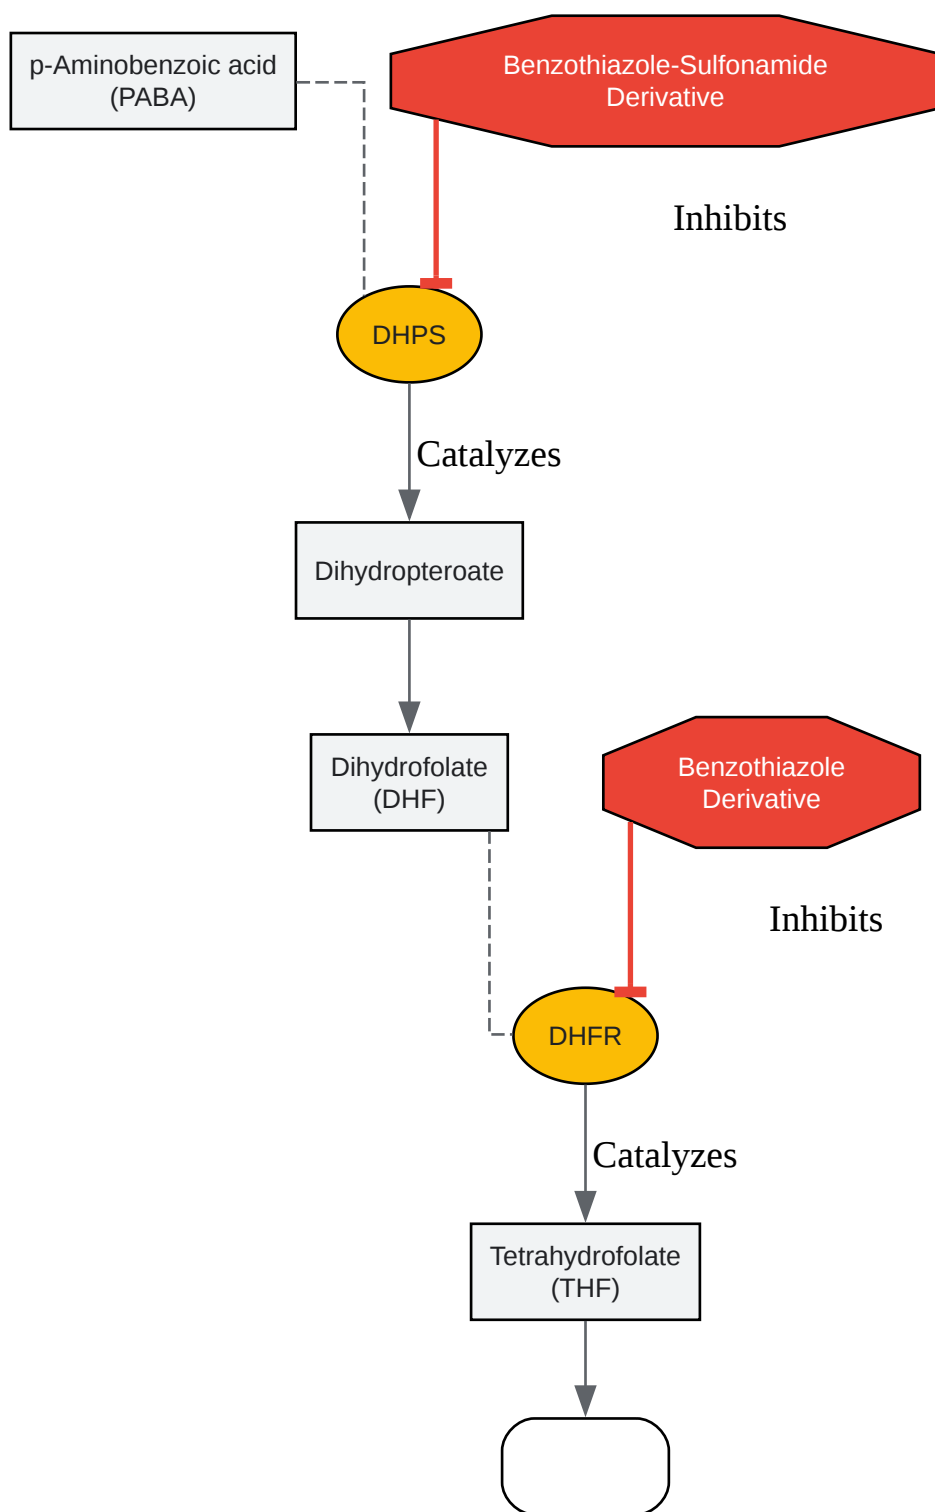 p-Aminobenzoic acid
(PABA)
Benzothiazole-Sulfonamide
Derivative
Inhibits
DHPS
Catalyzes
Dihydropteroate
Dihydrofolate
(DHF)
Benzothiazole
Derivative
Inhibits
DHFR
Catalyzes
Tetrahydrofolate
(THF)